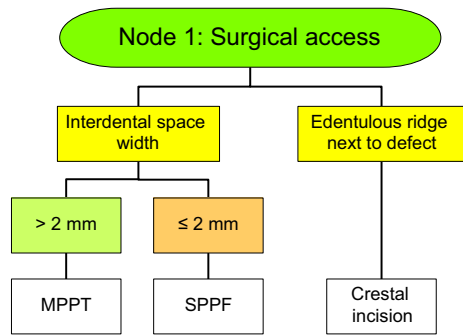 Node 1: Surgical access
Interdental space
width
Edentulous ridge
next to defect
> 2 mm
≤ 2 mm
MPPT
SPPF
Crestal
incision